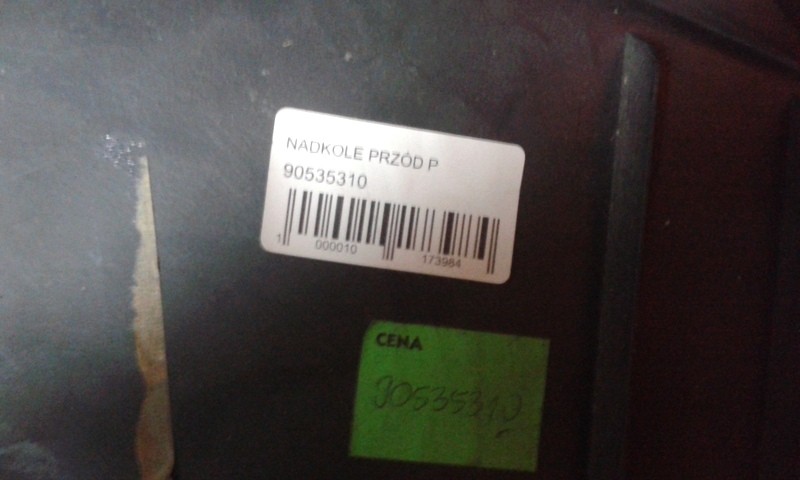 NADKOLE PRZÓD P
90535310
1 000010 173984
CENA
90535310